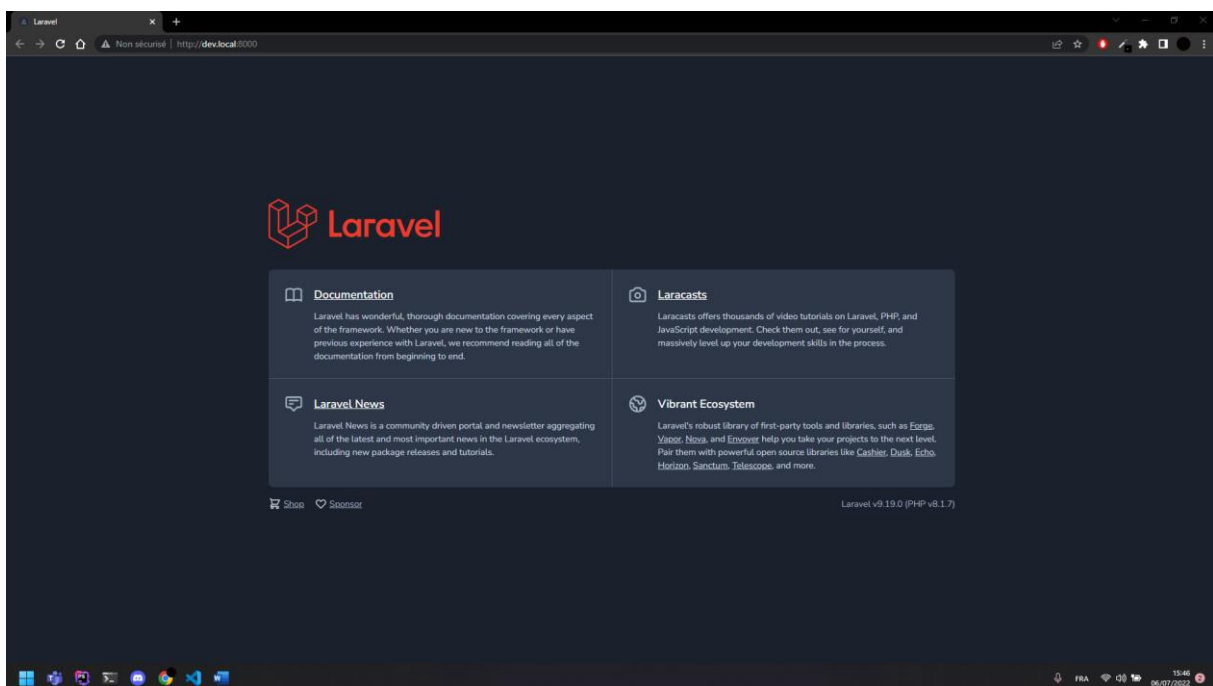 Laravel
Non sécurisé | http://dev.local:8000
Laravel
Documentation
Laravel has wonderful, thorough documentation covering every aspect
of the framework. Whether you are new to the framework or have
previous experience with Laravel, we recommend reading all of the
documentation from beginning to end.
Laracasts
Laracasts offers thousands of video tutorials on Laravel, PHP, and
JavaScript development. Check them out, see for yourself, and
massively level up your development skills in the process.
Laravel News
Laravel News is a community driven portal and newsletter aggregating
all of the latest and most important news in the Laravel ecosystem,
including new package releases and tutorials.
Vibrant Ecosystem
Laravel's robust library of first-party tools and libraries, such as Forge,
Vapor, Nova, and Envoyer help you take your projects to the next level.
Pair them with powerful open source libraries like Cashier, Dusk, Echo,
Horizon, Sanctum, Telescope, and more.
Shop Sponsor
Laravel v9.19.0 (PHP v8.1.7)
FRA
15:46
06/07/2022
2